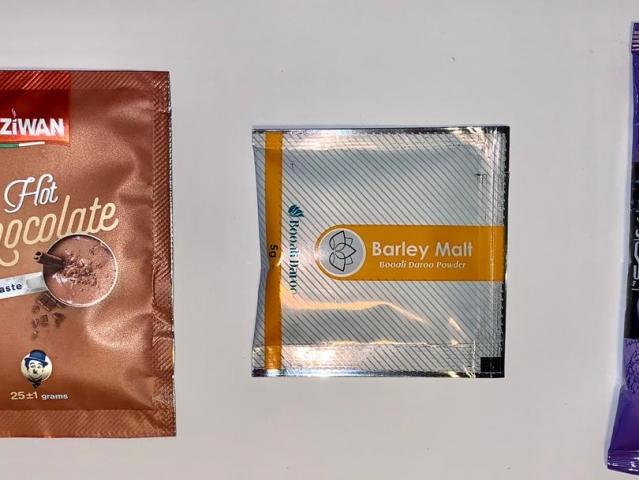 ZiWAN
Hot
ocolate
aste
25±1 grams
5g
Booali Daroo
Barley Malt
Booali Daroo Powder